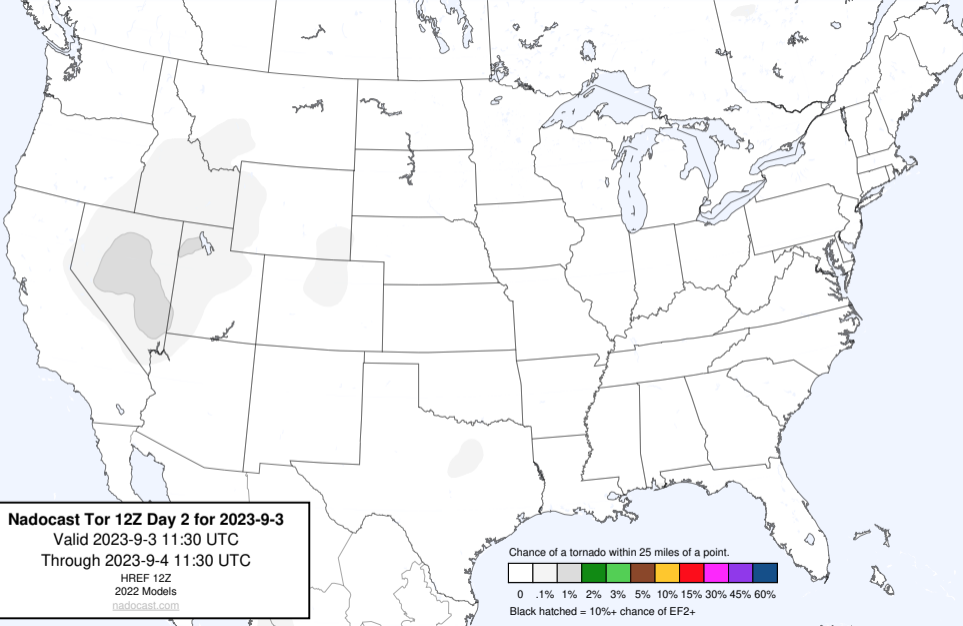 Nadocast Tor 12Z Day 2 for 2023-9-3
Valid 2023-9-3 11:30 UTC
Through 2023-9-4 11:30 UTC
HREF 12Z
2022 Models
nadocast.com
Chance of a tornado within 25 miles of a point.
0 .1% 1% 2% 3% 5% 10% 15% 30% 45% 60%
Black hatched = 10%+ chance of EF2+